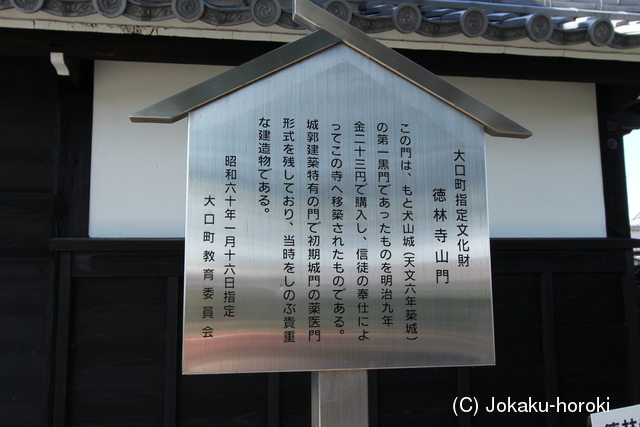 大口町指定文化財
徳林寺山門
この門は、もと犬山城(天文六年築城)
の第一黒門であったものを明治九年
金二十三円で購入し、信徒の奉仕によ
ってこの寺へ移築されたものである。
城郭建築特有の門で初期城門の薬医門
形式を残しており、当時をしのぶ貴重
な建造物である。
昭和六十年一月十六日指定
大口町教育委員会
(C) Jokaku-horoki